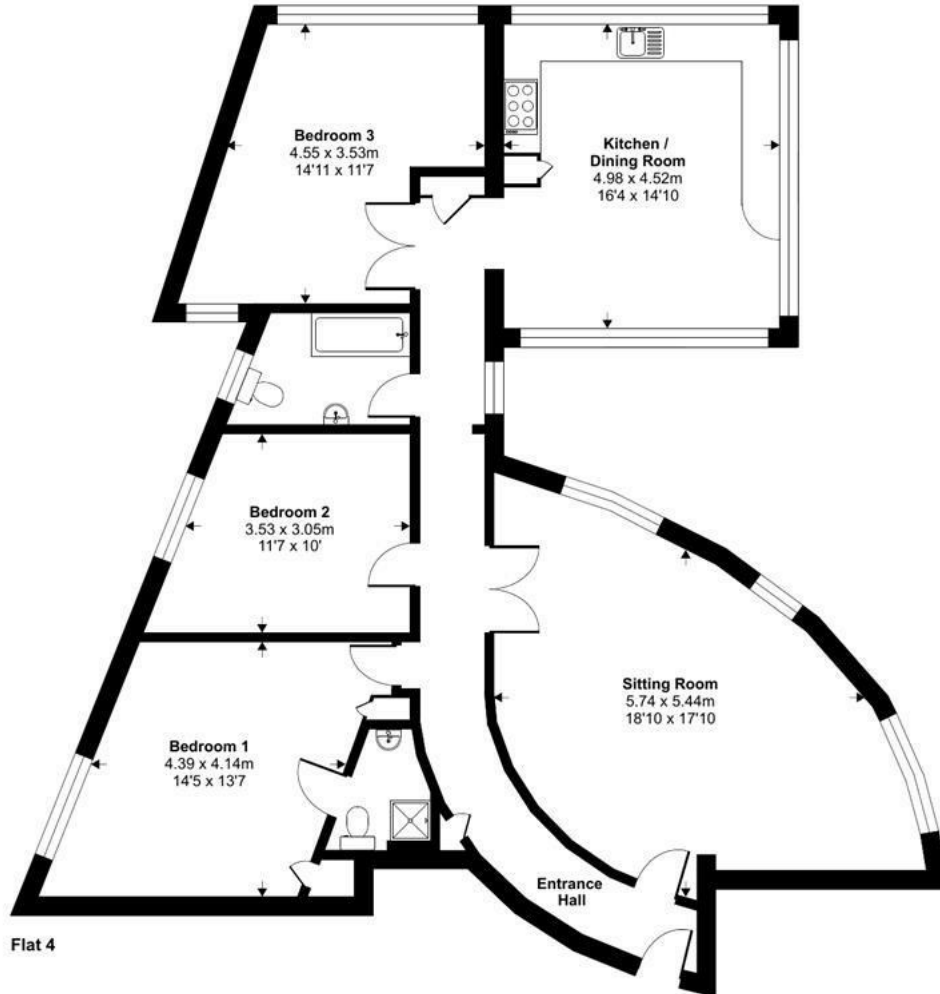 Bedroom 3
4.55 x 3.53m
14'11 x 11'7
Kitchen /
Dining Room
4.98 x 4.52m
16'4 x 14'10
Bedroom 2
3.53 x 3.05m
11'7 x 10'
Sitting Room
5.74 x 5.44m
18'10 x 17'10
Bedroom 1
4.39 x 4.14m
14'5 x 13'7
Entrance
Hall
Flat 4